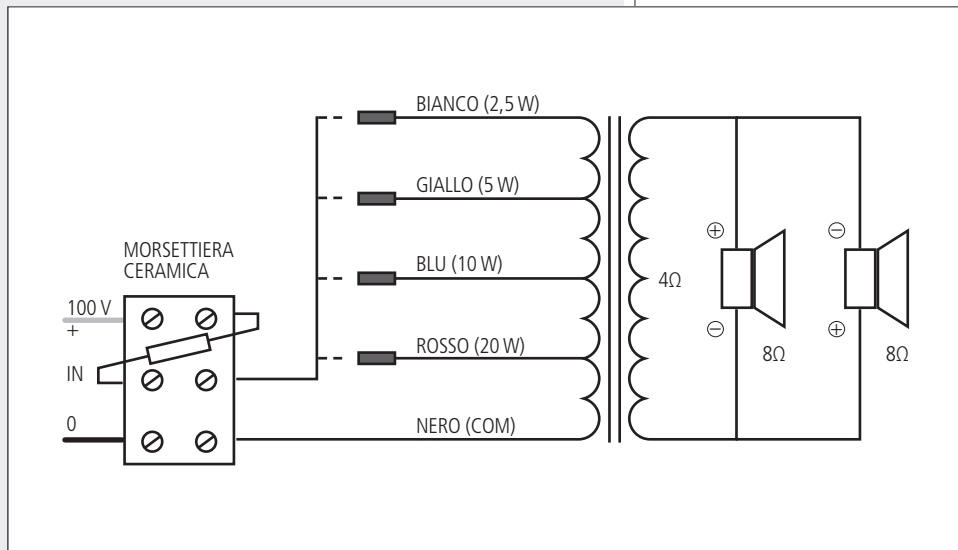 BIANCO (2,5 W)
GIALLO (5 W)
MORSETTIERA
CERAMICA
BLU (10 W)
100 V
+
IN
ROSSO (20 W)
0
NERO (COM)
4Ω
+
−
8Ω
−
+
8Ω